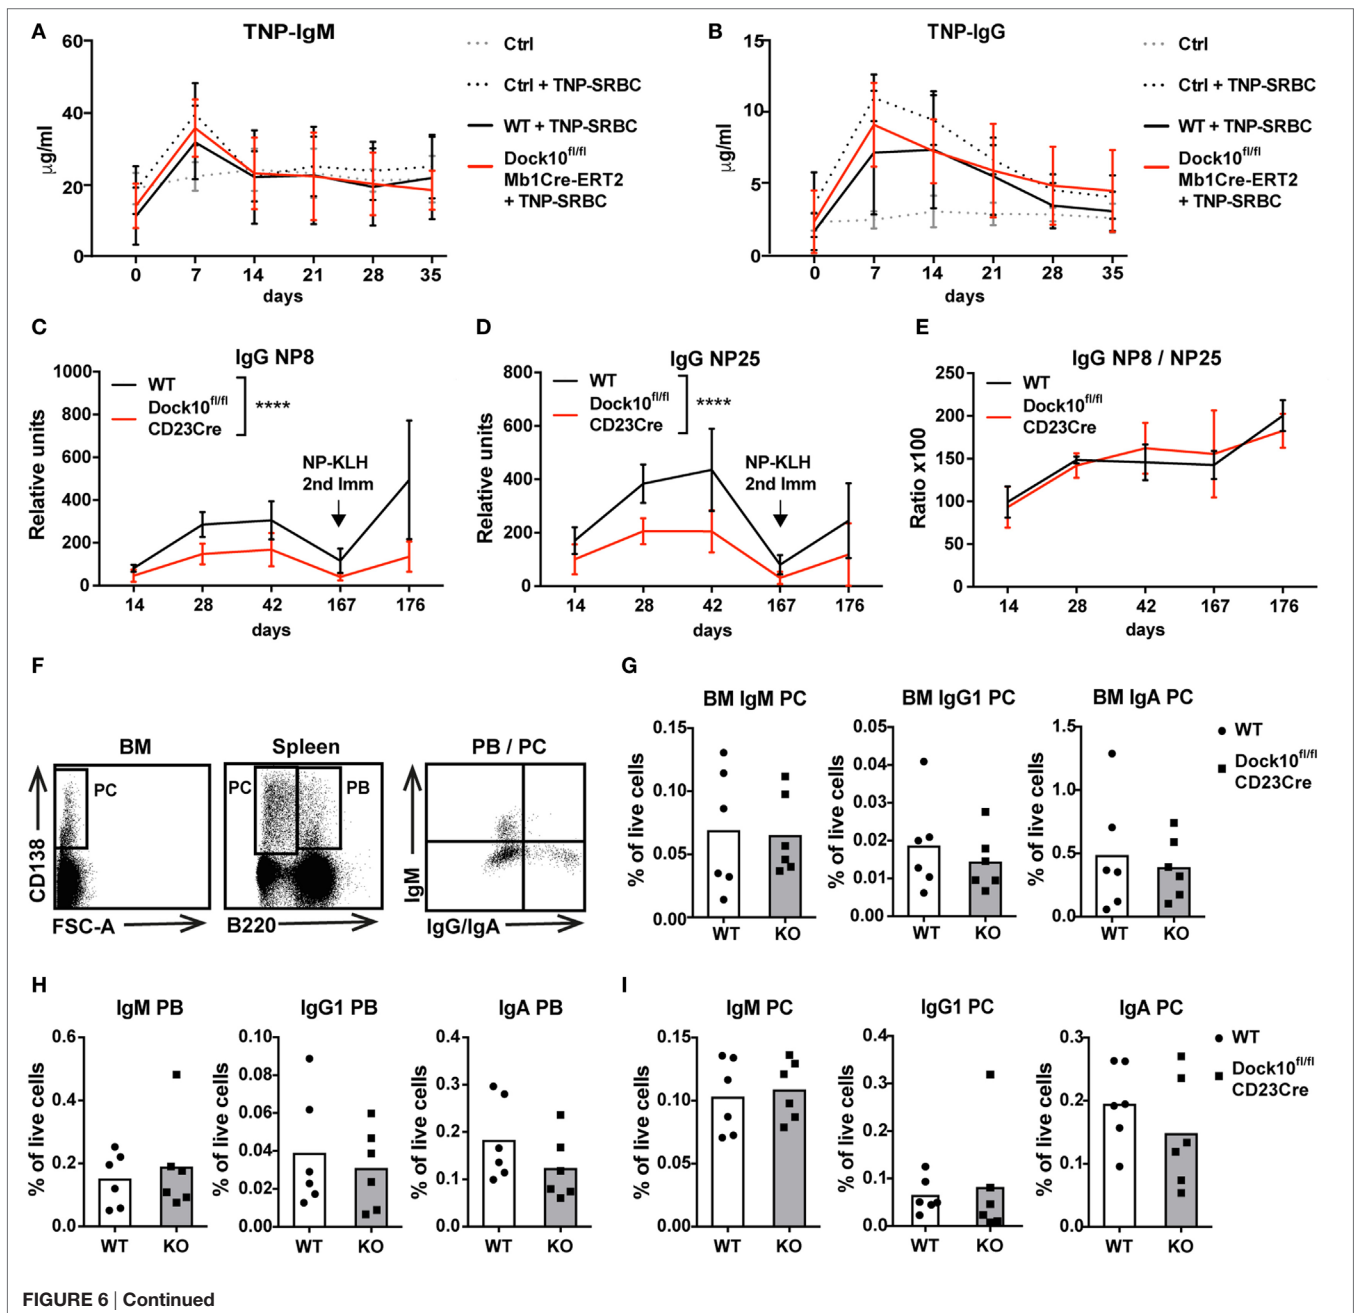 A
TNP-IgM
60
40
20
0
µg/ml
0 7 14 21 28 35
days
Ctrl
Ctrl + TNP-SRBC
WT + TNP-SRBC
Dock10fl/fl
Mb1Cre-ERT2
+ TNP-SRBC
B
TNP-IgG
15
10
5
0
µg/ml
0 7 14 21 28 35
days
Ctrl
Ctrl + TNP-SRBC
WT + TNP-SRBC
Dock10fl/fl
Mb1Cre-ERT2
+ TNP-SRBC
C
IgG NP8
1000
800
600
400
200
0
Relative units
WT
Dock10fl/fl
CD23Cre
****
NP-KLH
2nd Imm
14 28 42 167 176
days
D
IgG NP25
800
600
400
200
0
Relative units
WT
Dock10fl/fl
CD23Cre
****
NP-KLH
2nd Imm
14 28 42 167 176
days
E
IgG NP8 / NP25
250
200
150
100
50
0
Ratio x100
WT
Dock10fl/fl
CD23Cre
14 28 42 167 176
days
F
BM
PC
CD138
FSC-A
Spleen
PC
PB
B220
PB / PC
IgM
IgG/IgA
G
BM IgM PC
0.15
0.10
0.05
0.00
% of live cells
WT KO
BM IgG1 PC
0.05
0.04
0.03
0.02
0.01
0.00
% of live cells
WT KO
BM IgA PC
1.5
1.0
0.5
0.0
% of live cells
WT KO
WT
Dock10fl/fl
CD23Cre
H
IgM PB
0.6
0.4
0.2
0.0
% of live cells
WT KO
IgG1 PB
0.10
0.08
0.06
0.04
0.02
0.00
% of live cells
WT KO
IgA PB
0.4
0.3
0.2
0.1
0.0
% of live cells
WT KO
I
IgM PC
0.15
0.10
0.05
0.00
% of live cells
WT KO
IgG1 PC
0.4
0.3
0.2
0.1
0.0
% of live cells
WT KO
IgA PC
0.3
0.2
0.1
0.0
% of live cells
WT KO
WT
Dock10fl/fl
CD23Cre
FIGURE 6 | Continued